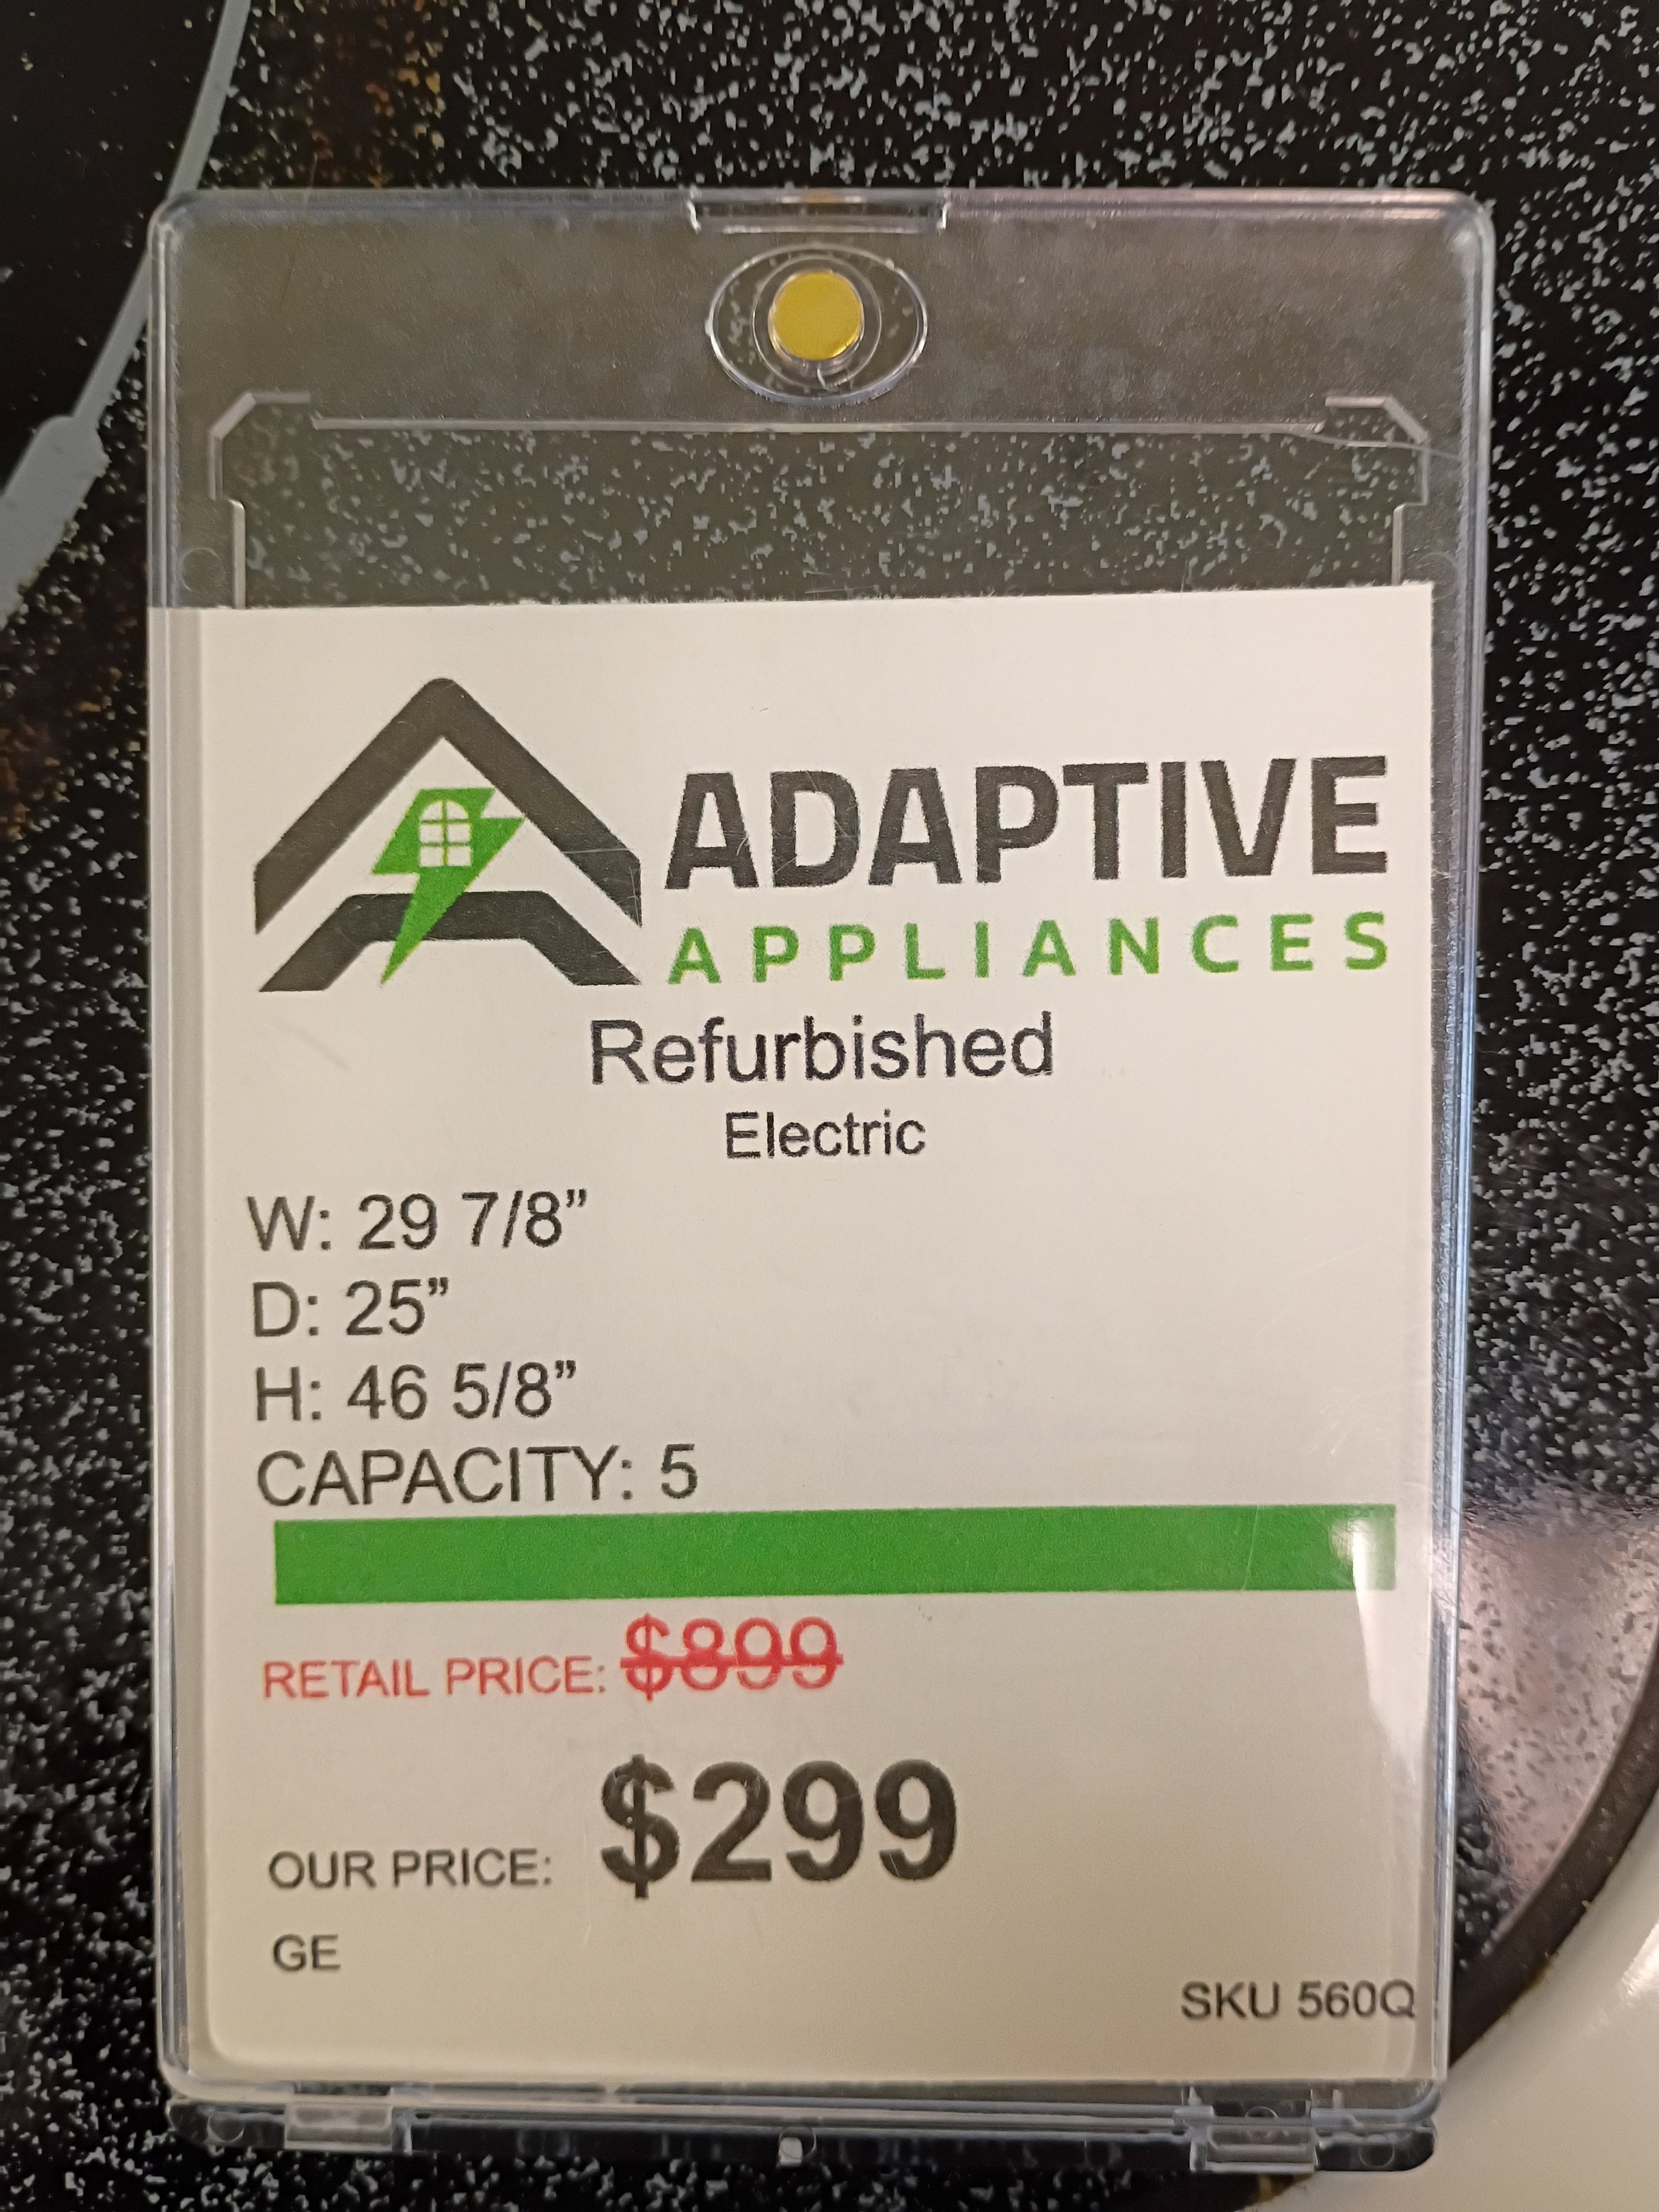 ADAPTIVE
APPLIANCES
Refurbished
Electric
W: 29 7/8”
D: 25”
H: 46 5/8”
CAPACITY: 5
RETAIL PRICE: $899
OUR PRICE: $299
GE
SKU 560Q